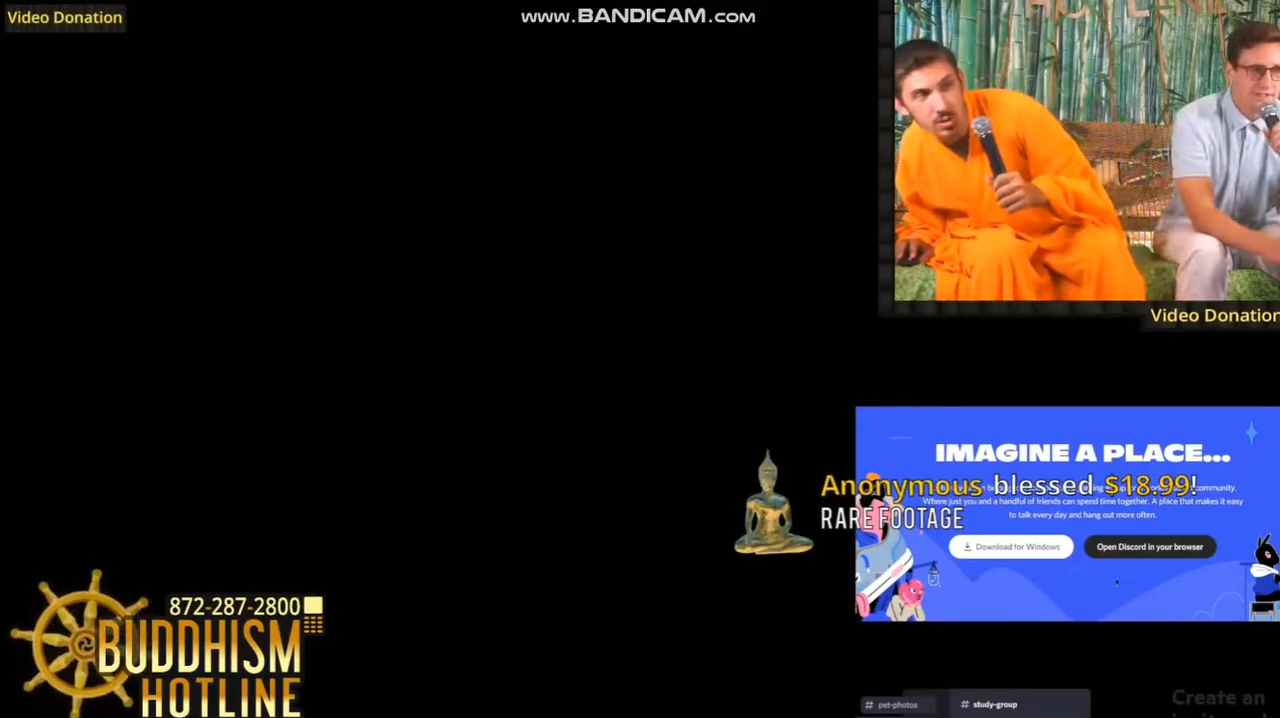 Video Donation
www.BANDICAM.com
Video Donation
IMAGINE A PLACE...
Anonymous blessed $18.99!
RARE FOOTAGE
community.
Where just you and a handful of friends can spend time together. A place that makes it easy
to talk every day and hang out more often.
Download for Windows
Open Discord in your browser
872-287-2800
BUDDHISM
HOTLINE
# pet-photos
# study-group
Create an